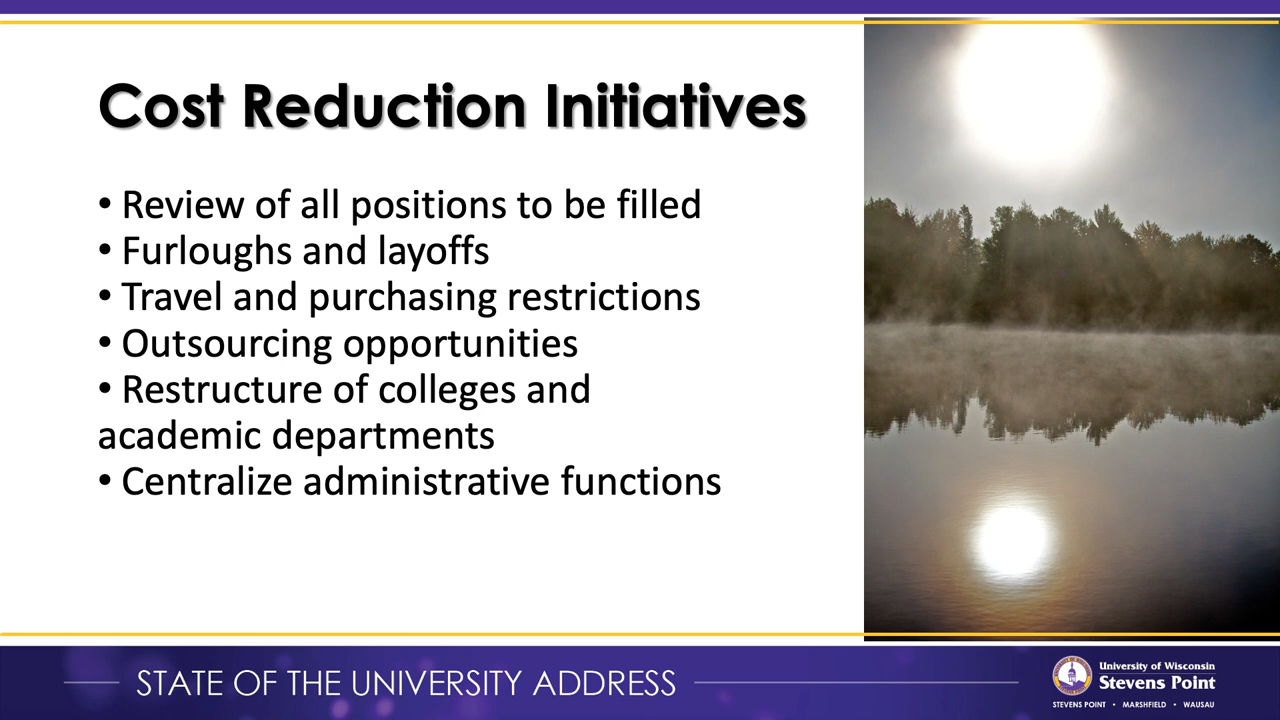 Cost Reduction Initiatives
• Review of all positions to be filled
• Furloughs and layoffs
• Travel and purchasing restrictions
• Outsourcing opportunities
• Restructure of colleges and
academic departments
• Centralize administrative functions
STATE OF THE UNIVERSITY ADDRESS
University of Wisconsin
Stevens Point
STEVENS POINT • MARSHFIELD • WAUSAU